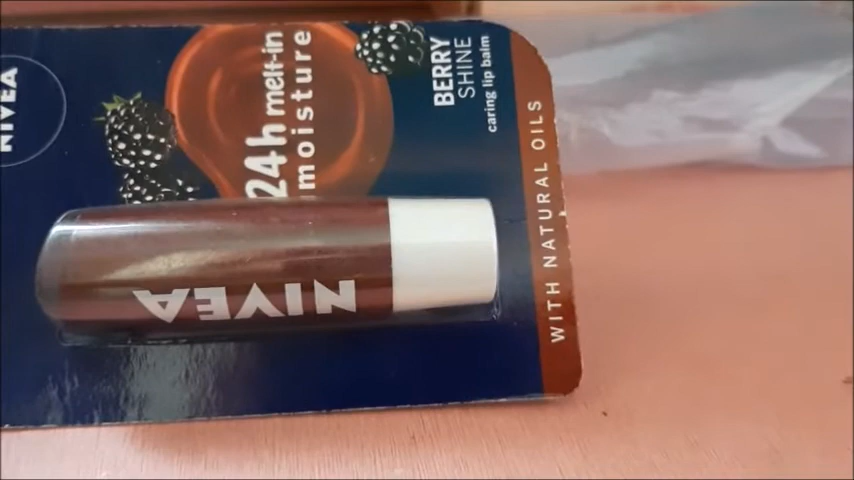 NIVEA
24h melt-in
moisture
BERRY
SHINE
caring lip balm
WITH NATURAL OILS
NIVEA